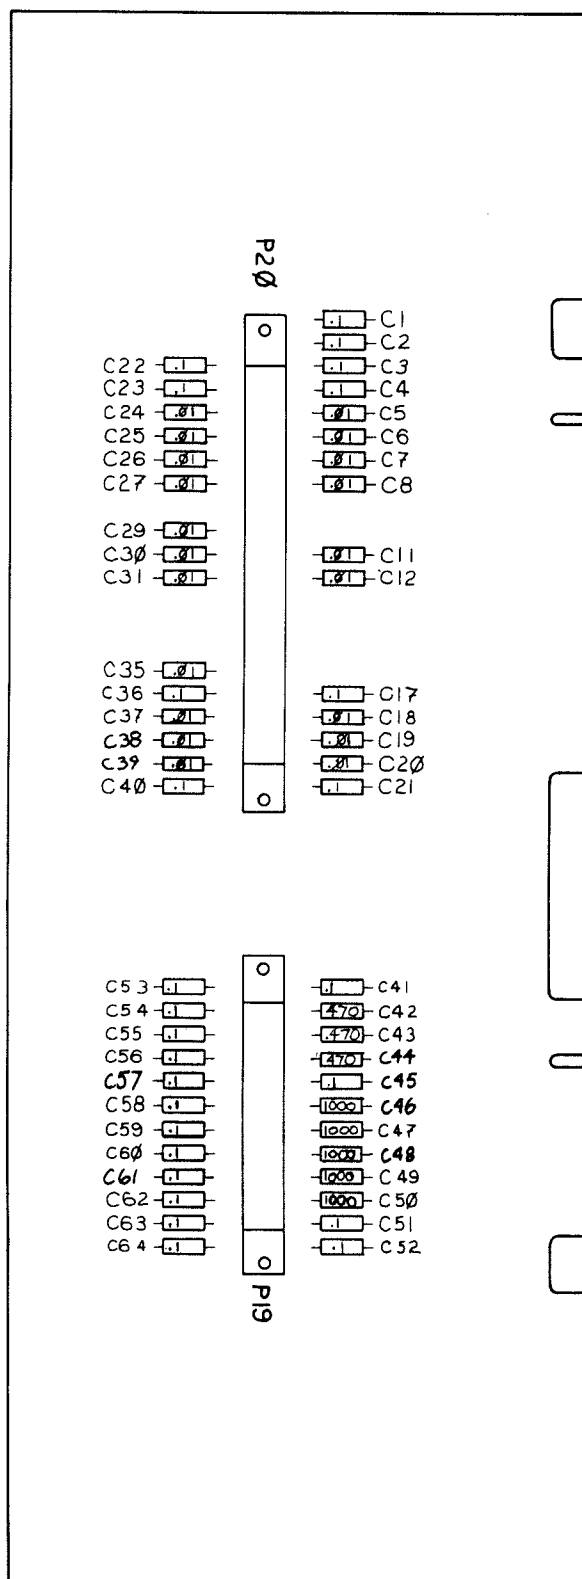 P2Ø
.1 C1
.1 C2
C22 .1 .1 C3
C23 .1 .1 C4
C24 .Ø1 .Ø1 C5
C25 .Ø1 .Ø1 C6
C26 .Ø1 .Ø1 C7
C27 .Ø1 .Ø1 C8
C29 .Ø1
C3Ø .Ø1 .Ø1 C11
C31 .Ø1 .Ø1 C12
C35 .Ø1
C36 .1 .1 C17
C37 .Ø1 .Ø1 C18
C38 .Ø1 .Ø1 C19
C39 .Ø1 .Ø1 C2Ø
C4Ø .1 .1 C21
C53 .1 .1 C41
C54 .1 470 C42
C55 .1 .470 C43
C56 .1 470 C44
C57 .1 .1 C45
C58 .1 1000 C46
C59 .1 1000 C47
C6Ø .1 1000 C48
C61 .1 1000 C49
C62 .1 1000 C5Ø
C63 .1 .1 C51
C64 .1 .1 C52
P19